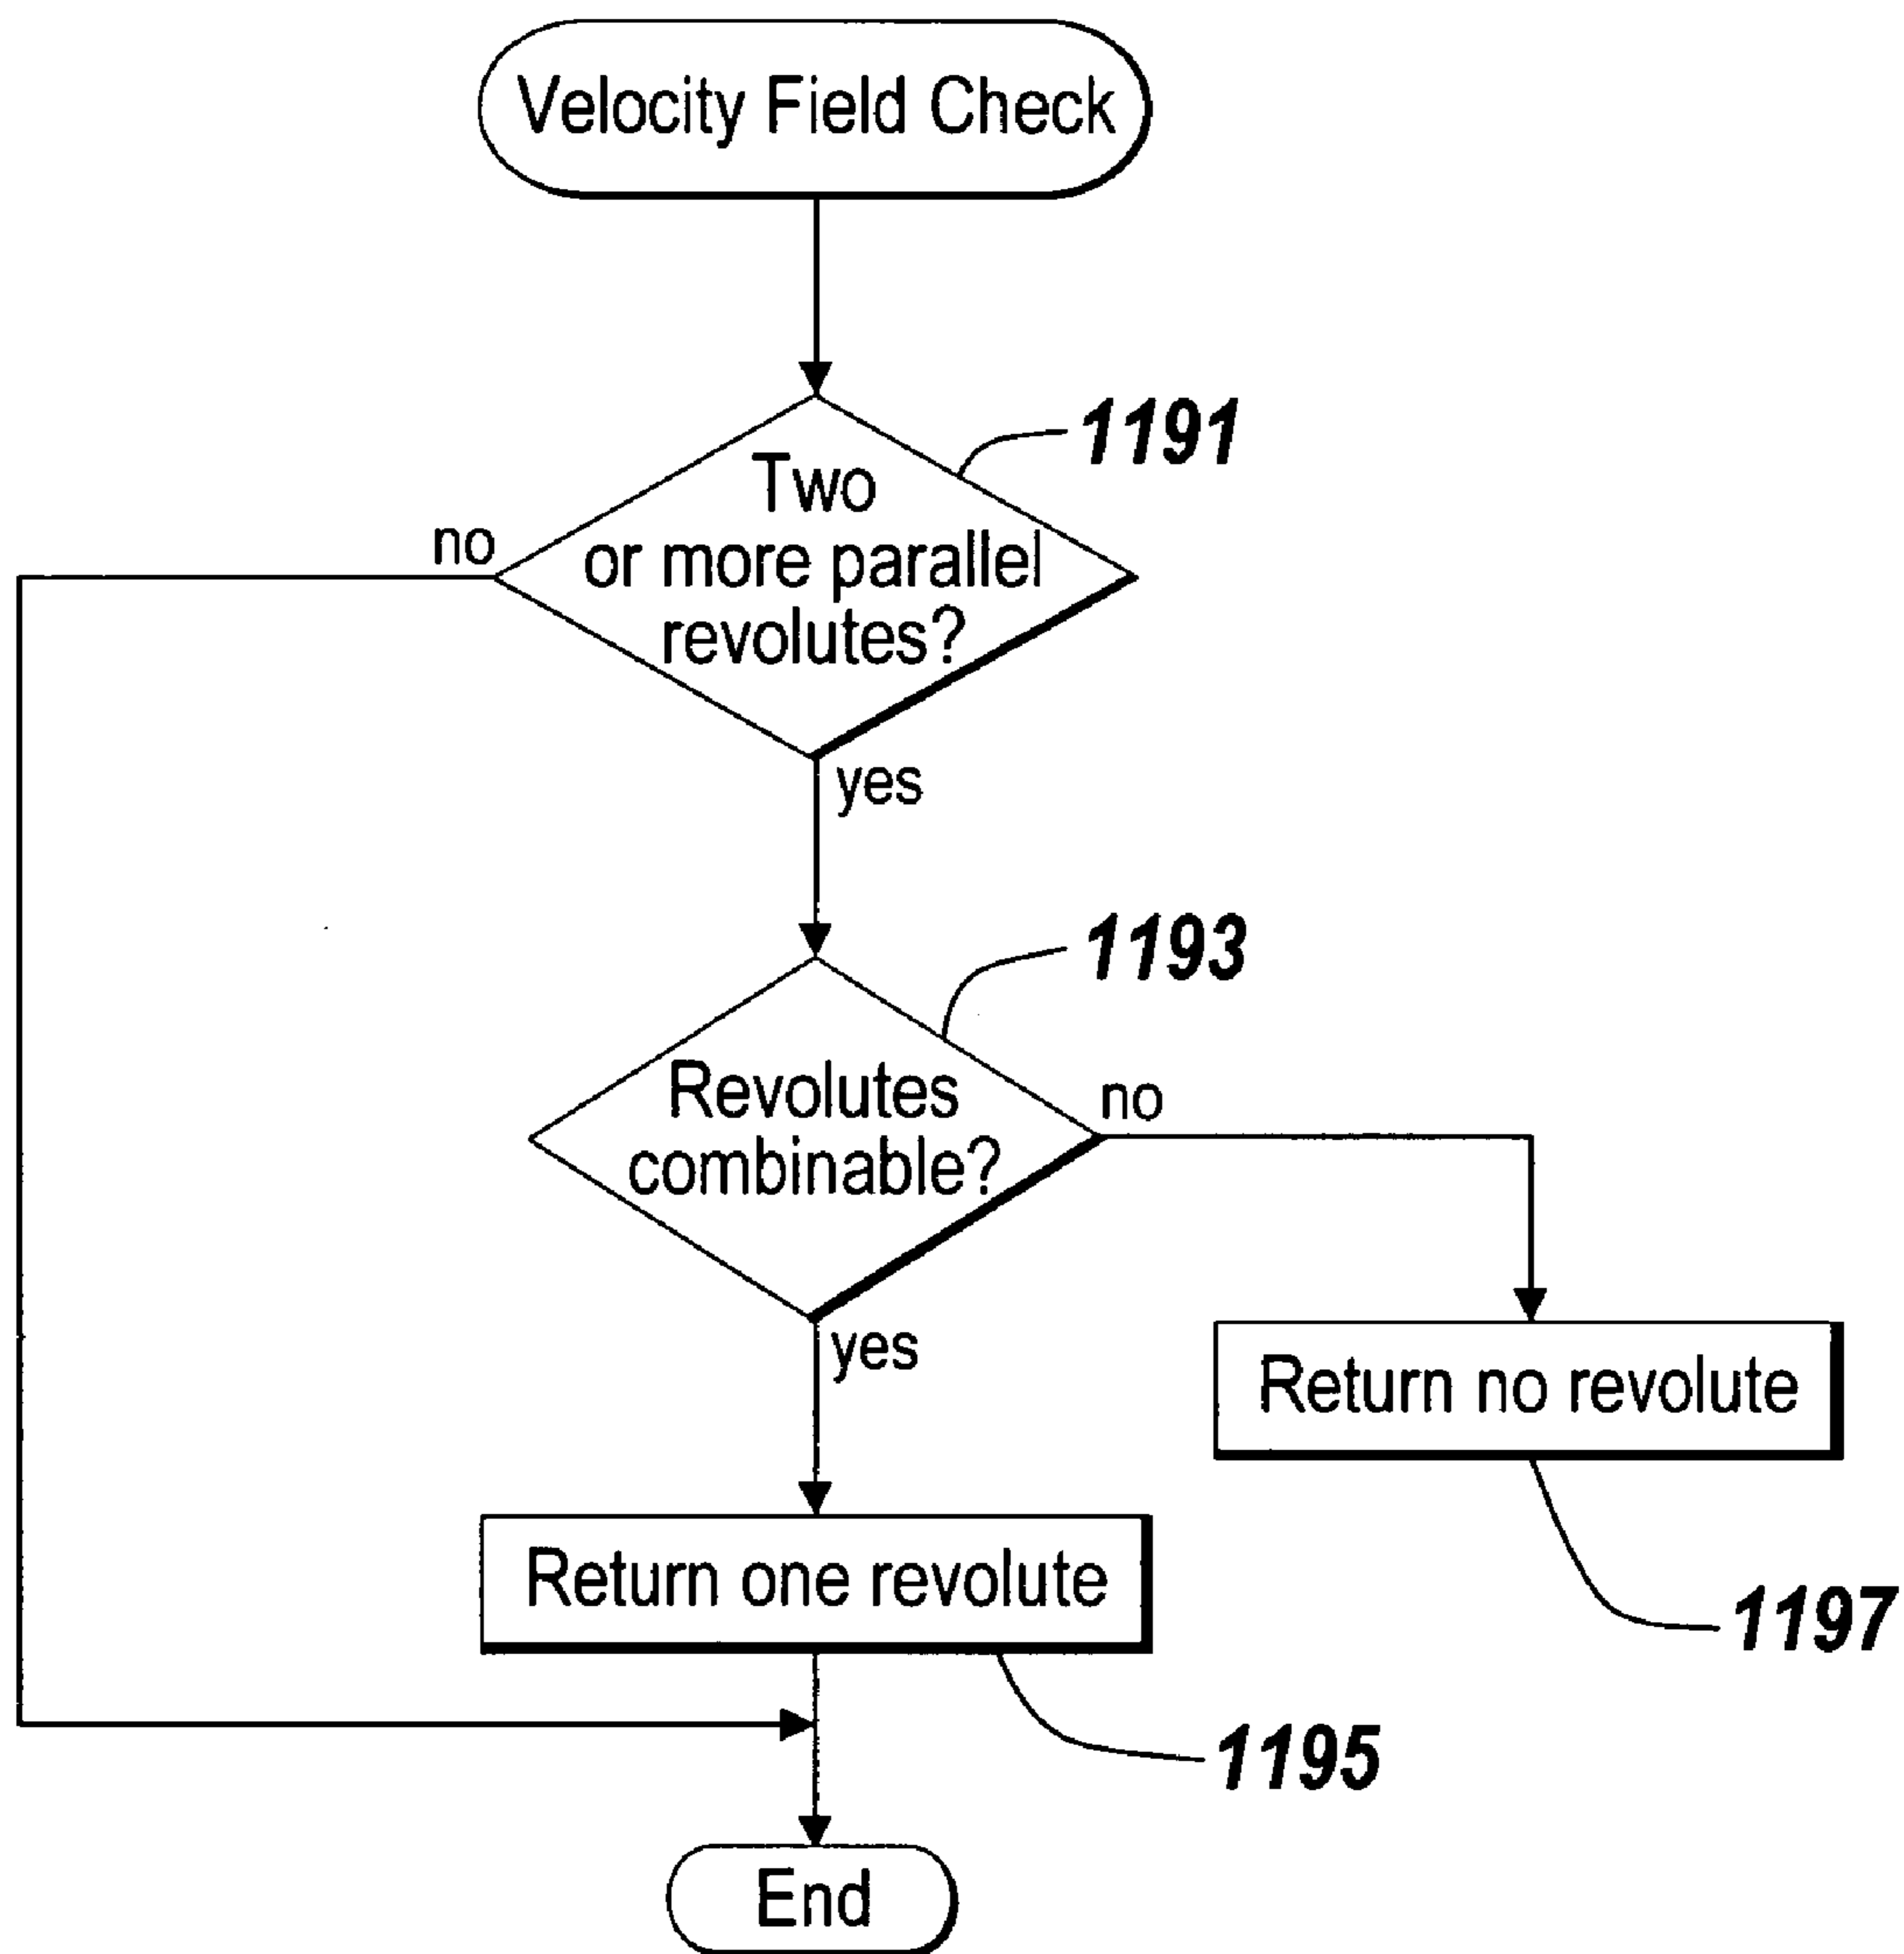 Velocity Field Check
1191
Two
or more parallel
revolutes?
no
yes
1193
Revolutes
combinable?
no
yes
Return no revolute
Return one revolute
1197
1195
End